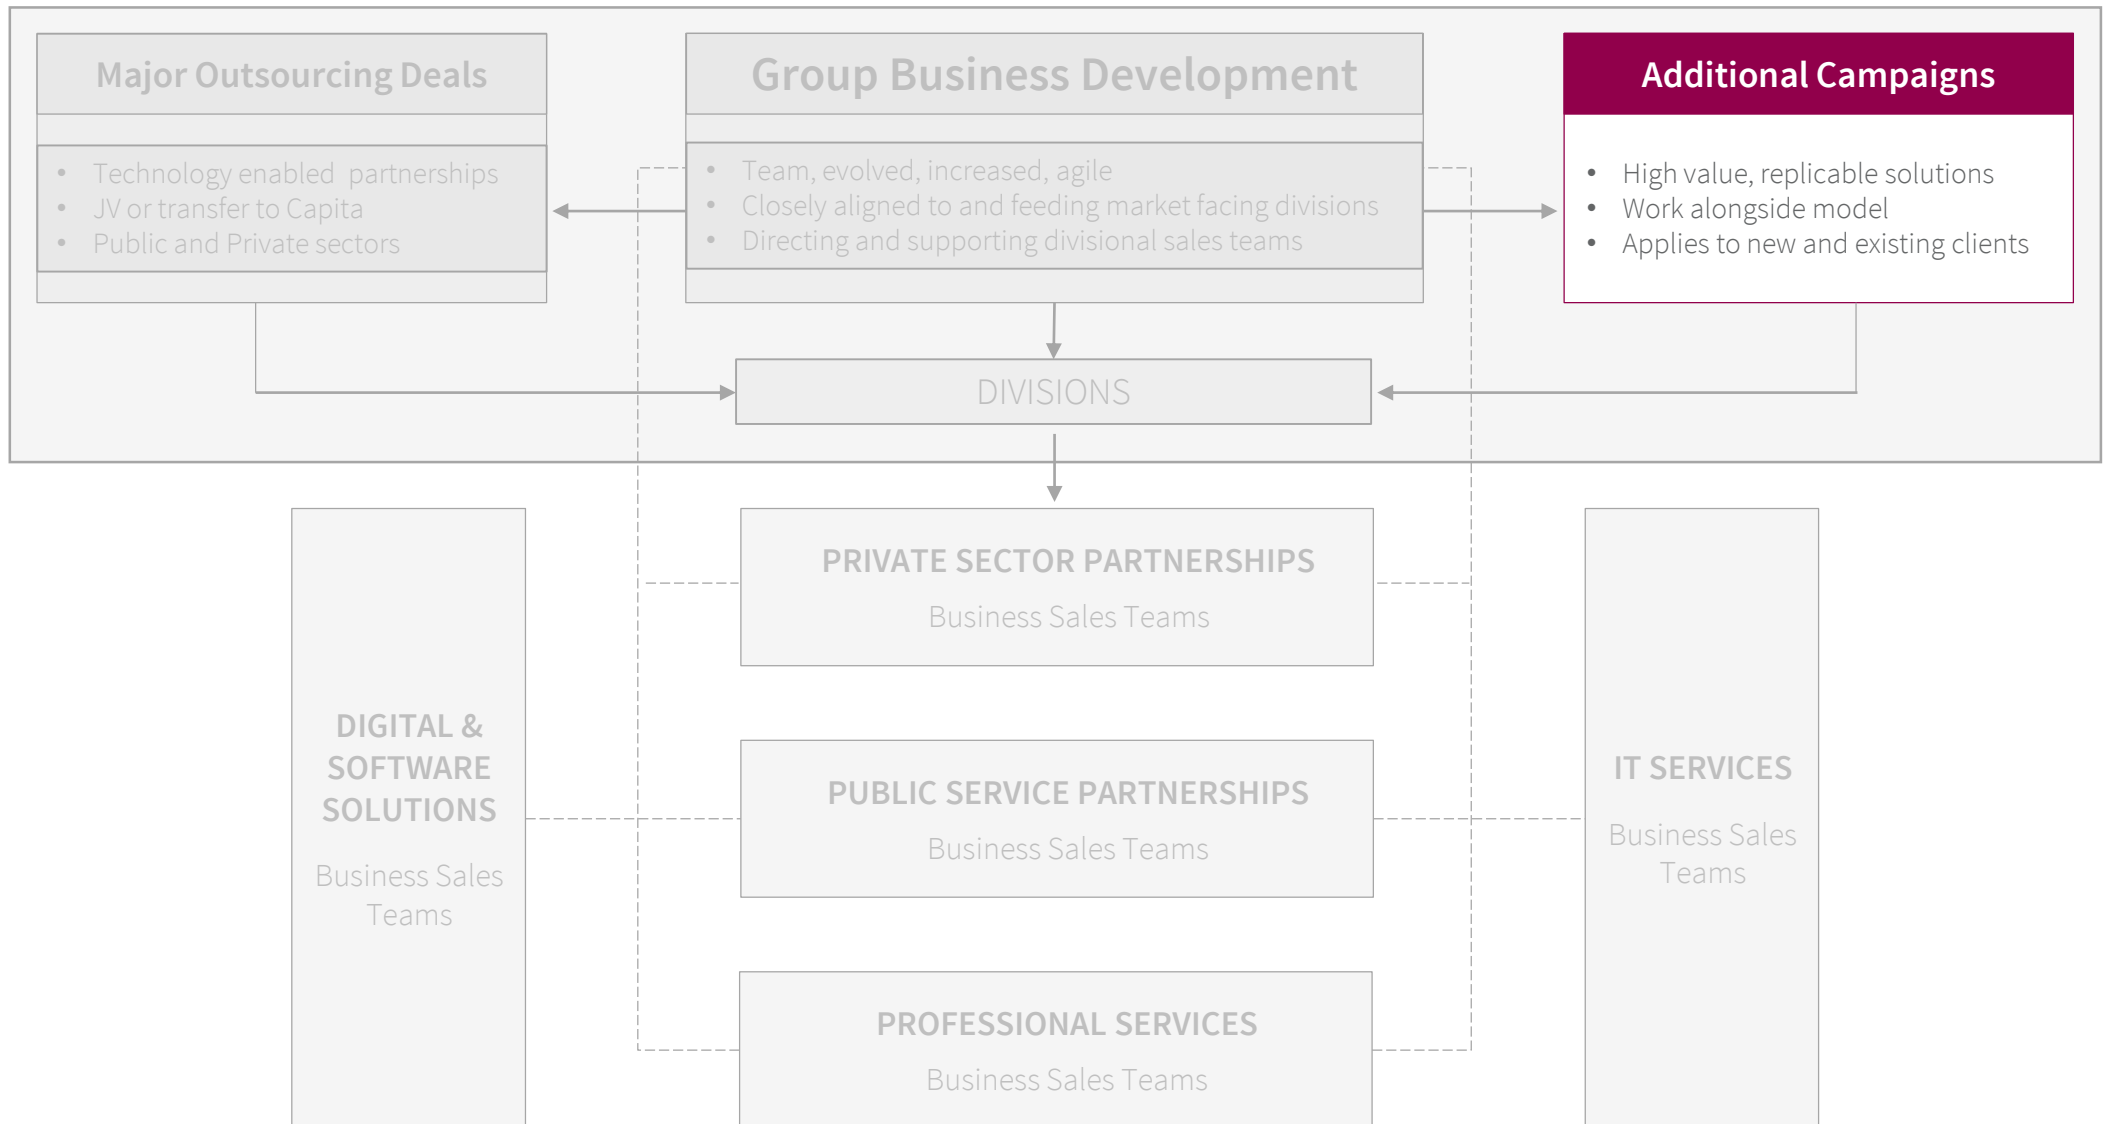 Major Outsourcing Deals
• Technology enabled  partnerships
• JV or transfer to Capita
• Public and Private sectors
Group Business Development
• Team, evolved, increased, agile
• Closely aligned to and feeding market facing divisions
• Directing and supporting divisional sales teams
Additional Campaigns
• High value, replicable solutions
• Work alongside model
• Applies to new and existing clients
DIVISIONS
DIGITAL &
SOFTWARE
SOLUTIONS
Business Sales
Teams
PRIVATE SECTOR PARTNERSHIPS
Business Sales Teams
PUBLIC SERVICE PARTNERSHIPS
Business Sales Teams
PROFESSIONAL SERVICES
Business Sales Teams
IT SERVICES
Business Sales
Teams